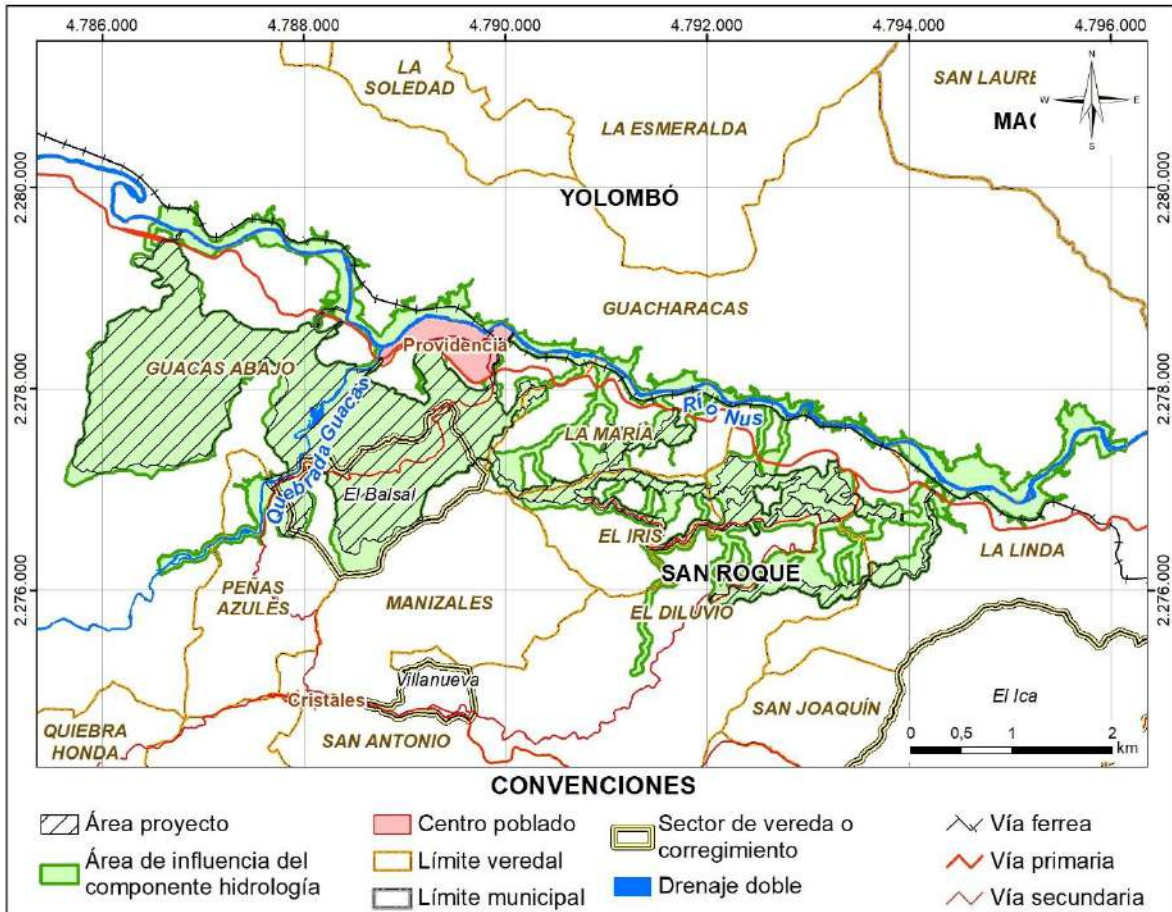 4.786.000 4.788.000 4.790.000 4.792.000 4.794.000 4.796.000
N
W E
S
LA
SOLEDAD
SAN LAURE
LA ESMERALDA
MAG
2.280.000 2.280.000
YOLOMBÓ
GUACHARACAS
Providencia
GUACAS ABAJO
2.278.000 2.278.000
Río Nus
LA MARÍA
Quebrada Guacas
El Balsal
EL IRIS
LA LINDA
SAN ROQUE
2.276.000 2.276.000
PEÑAS
AZULES
MANIZALES
EL DILUVIO
Villanueva
Cristales
SAN JOAQUÍN
El Ica
QUIEBRA
HONDA
SAN ANTONIO
0 0,5 1 2
km
CONVENCIONES
Área proyecto
Área de influencia del
componente hidrología
Centro poblado
Límite veredal
Límite municipal
Sector de vereda o
corregimiento
Drenaje doble
Vía ferrea
Vía primaria
Vía secundaria